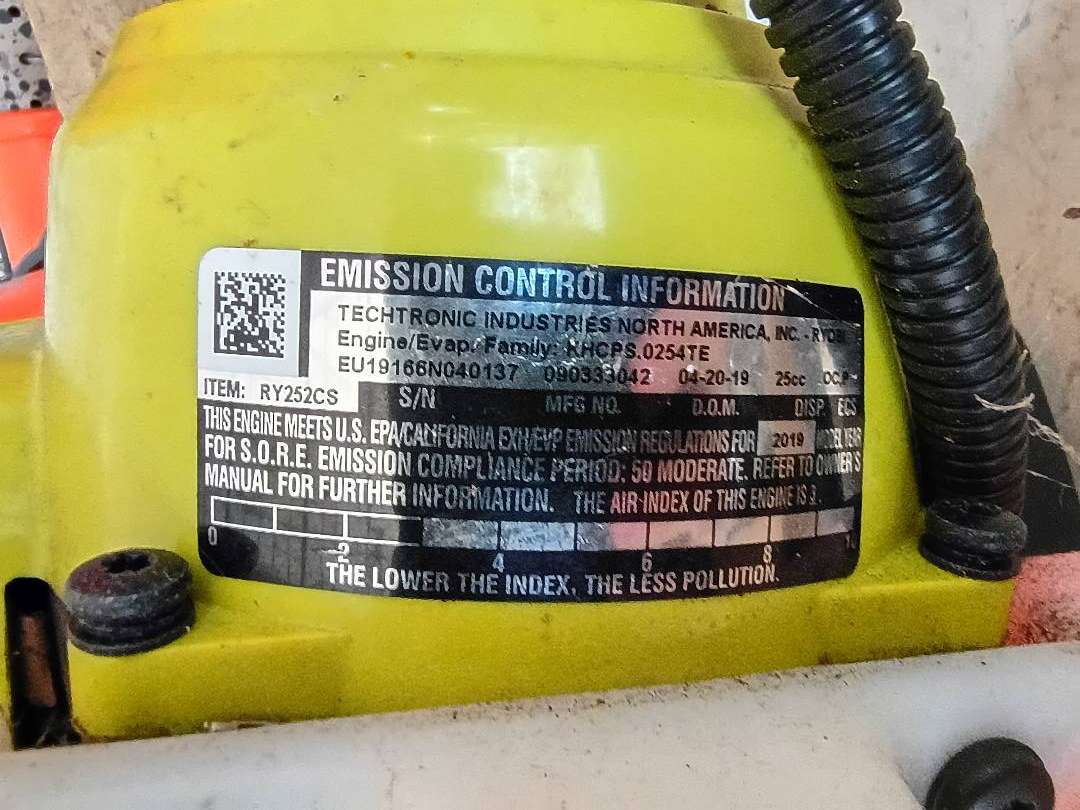 EMISSION CONTROL INFORMATION
TECHTRONIC INDUSTRIES NORTH AMERICA, INC. - RYOBI
Engine/Evap. Family: KHCPS.0254TE
EU19166N040137 090333042 04-20-19 25cc
ITEM: RY252CS S/N MFG NO. D.O.M. DISP. ECS
THIS ENGINE MEETS U.S. EPA/CALIFORNIA EXH/EVP EMISSION REGULATIONS FOR 2019 MODEL YEAR
FOR S.O.R.E. EMISSION COMPLIANCE PERIOD: 50 MODERATE. REFER TO OWNER'S
MANUAL FOR FURTHER INFORMATION. THE AIR INDEX OF THIS ENGINE IS 3.
0 2 4 6 8 10
THE LOWER THE INDEX, THE LESS POLLUTION.